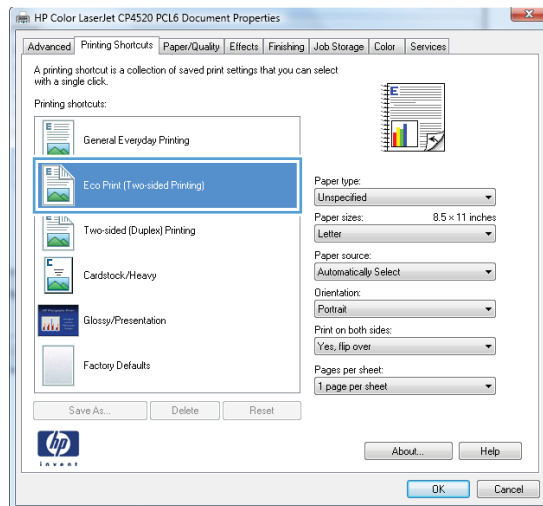 HP Color LaserJet CP4520 PCL6 Document Properties
Advanced Printing Shortcuts Paper/Quality Effects Finishing Job Storage Color Services
A printing shortcut is a collection of saved print settings that you can select
with a single click.
Printing shortcuts:
E
General Everyday Printing
E
Eco Print (Two-sided Printing)
E
Two-sided (Duplex) Printing
E
Cardstock/Heavy
Glossy/Presentation
Factory Defaults
Save As... Delete Reset
E
Paper type:
Unspecified
Paper sizes: 8.5 × 11 inches
Letter
Paper source:
Automatically Select
Orientation:
Portrait
Print on both sides:
Yes, flip over
Pages per sheet:
1 page per sheet
hp
invent
About... Help
OK Cancel